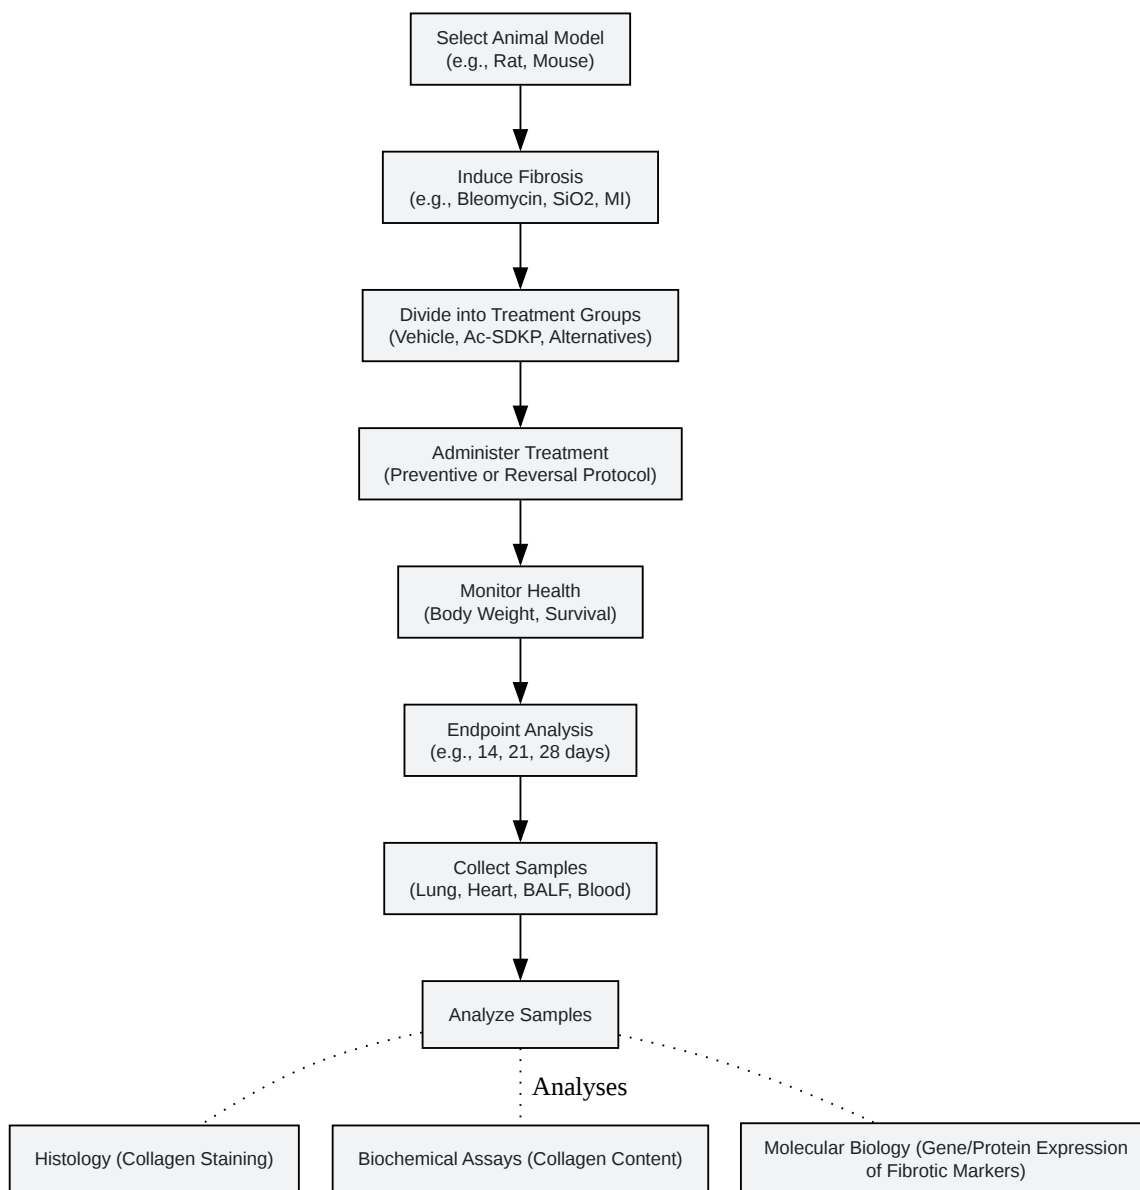 Select Animal Model
(e.g., Rat, Mouse)
Induce Fibrosis
(e.g., Bleomycin, SiO2, MI)
Divide into Treatment Groups
(Vehicle, Ac-SDKP, Alternatives)
Administer Treatment
(Preventive or Reversal Protocol)
Monitor Health
(Body Weight, Survival)
Endpoint Analysis
(e.g., 14, 21, 28 days)
Collect Samples
(Lung, Heart, BALF, Blood)
Analyze Samples
Analyses
Histology (Collagen Staining)
Biochemical Assays (Collagen Content)
Molecular Biology (Gene/Protein Expression
of Fibrotic Markers)